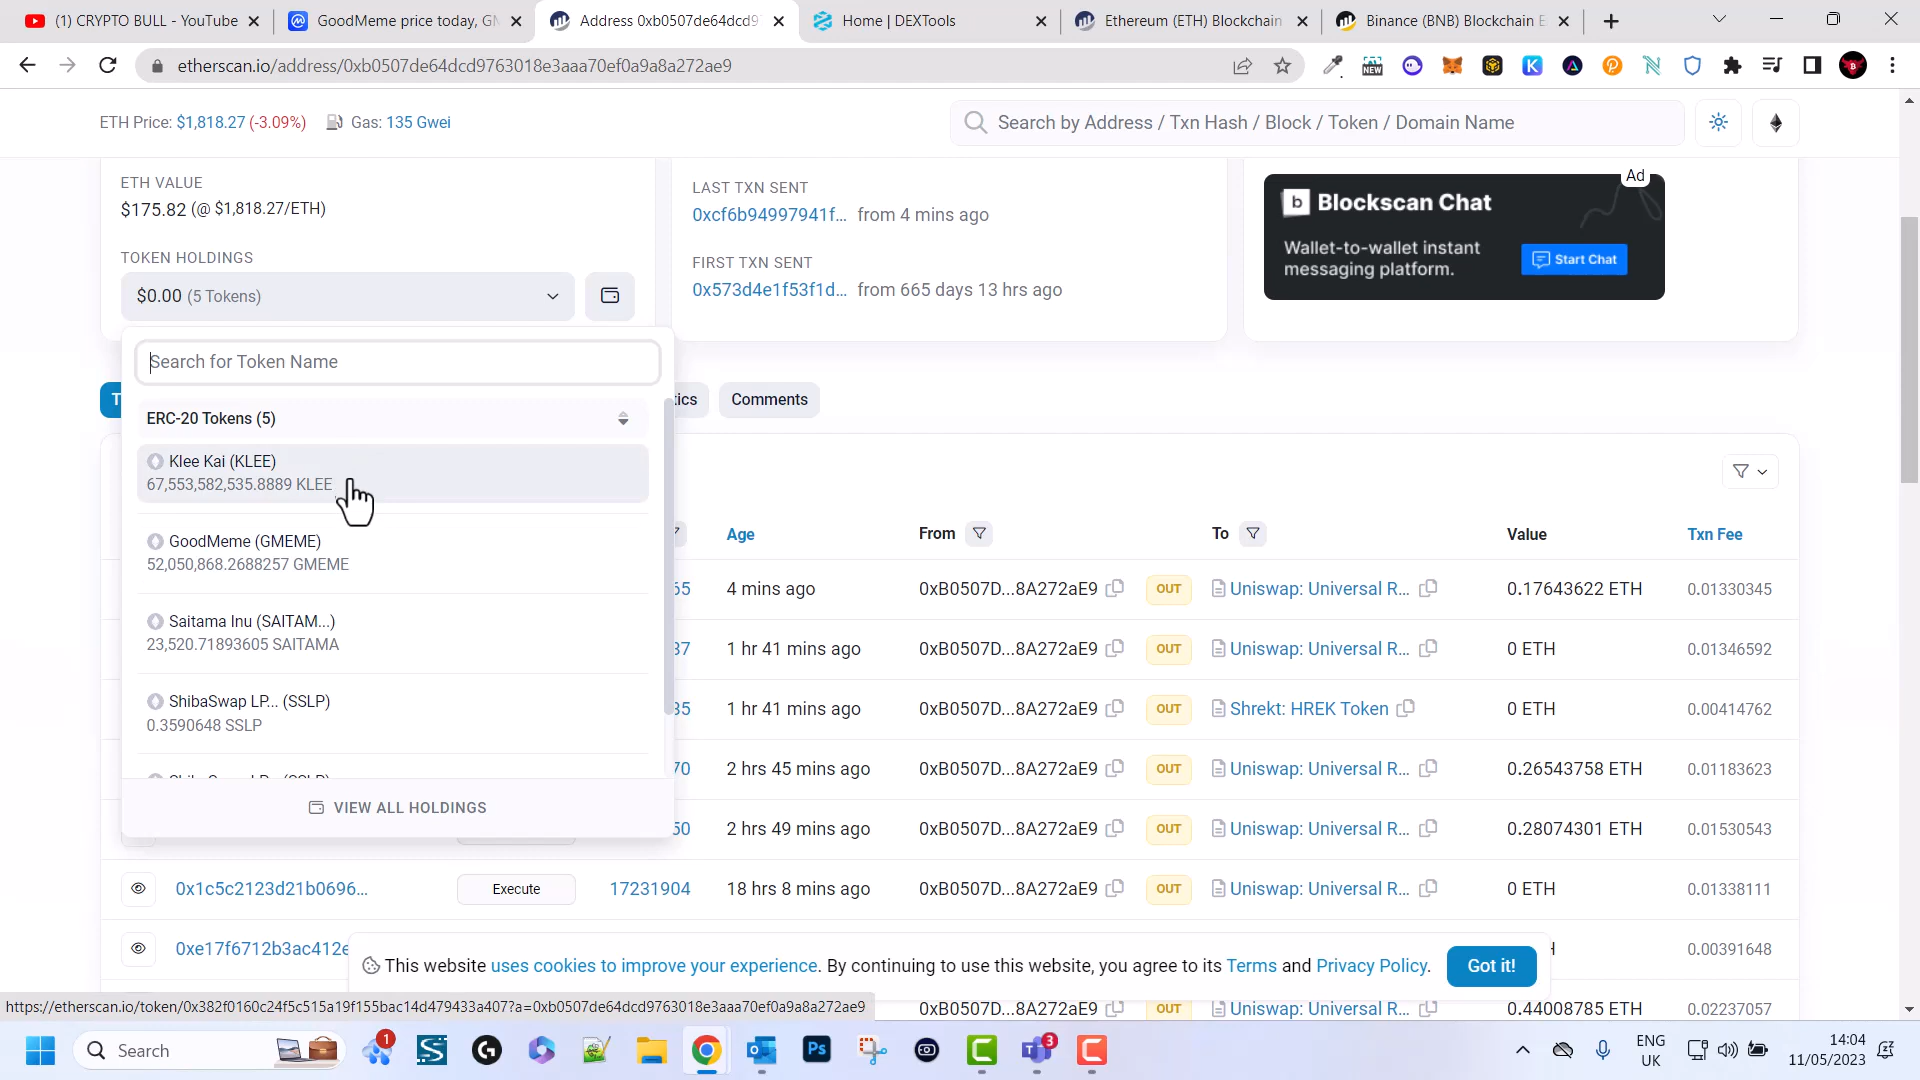 (1) CRYPTO BULL - YouTube
GoodMeme price today, GM
Address 0xb0507de64dcd9
Home | DEXTools
Ethereum (ETH) Blockchain
Binance (BNB) Blockchain E
etherscan.io/address/0xb0507de64dcd9763018e3aaa70ef0a9a8a272ae9
NEW
ETH Price: $1,818.27 (-3.09%)
Gas: 135 Gwei
Search by Address / Txn Hash / Block / Token / Domain Name
ETH VALUE
$175.82 (@ $1,818.27/ETH)
TOKEN HOLDINGS
$0.00 (5 Tokens)
LAST TXN SENT
0xcf6b94997941f... from 4 mins ago
FIRST TXN SENT
0x573d4e1f53f1d... from 665 days 13 hrs ago
Ad
b Blockscan Chat
Wallet-to-wallet instant
messaging platform.
Start Chat
Search for Token Name
ERC-20 Tokens (5)
Klee Kai (KLEE)
67,553,582,535.8889 KLEE
GoodMeme (GMEME)
52,050,868.2688257 GMEME
Saitama Inu (SAITAM...)
23,520.71893605 SAITAMA
ShibaSwap LP... (SSLP)
0.3590648 SSLP
VIEW ALL HOLDINGS
T
tics
Comments
Age From To Value Txn Fee
65 4 mins ago 0xB0507D...8A272aE9 OUT Uniswap: Universal R... 0.17643622 ETH 0.01330345
37 1 hr 41 mins ago 0xB0507D...8A272aE9 OUT Uniswap: Universal R... 0 ETH 0.01346592
35 1 hr 41 mins ago 0xB0507D...8A272aE9 OUT Shrekt: HREK Token 0 ETH 0.00414762
70 2 hrs 45 mins ago 0xB0507D...8A272aE9 OUT Uniswap: Universal R... 0.26543758 ETH 0.01183623
50 2 hrs 49 mins ago 0xB0507D...8A272aE9 OUT Uniswap: Universal R... 0.28074301 ETH 0.01530543
0x1c5c2123d21b0696... Execute 17231904 18 hrs 8 mins ago 0xB0507D...8A272aE9 OUT Uniswap: Universal R... 0 ETH 0.01338111
0xe17f6712b3ac412e 0.00391648
This website uses cookies to improve your experience. By continuing to use this website, you agree to its Terms and Privacy Policy.
Got it!
https://etherscan.io/token/0x382f0160c24f5c515a19f155bac14d479433a407?a=0xb0507de64dcd9763018e3aaa70ef0a9a8a272ae9
0xB0507D...8A272aE9 OUT Uniswap: Universal R... 0.44008785 ETH 0.02237057
Search
1
Ps
3
ENG
UK
14:04
11/05/2023